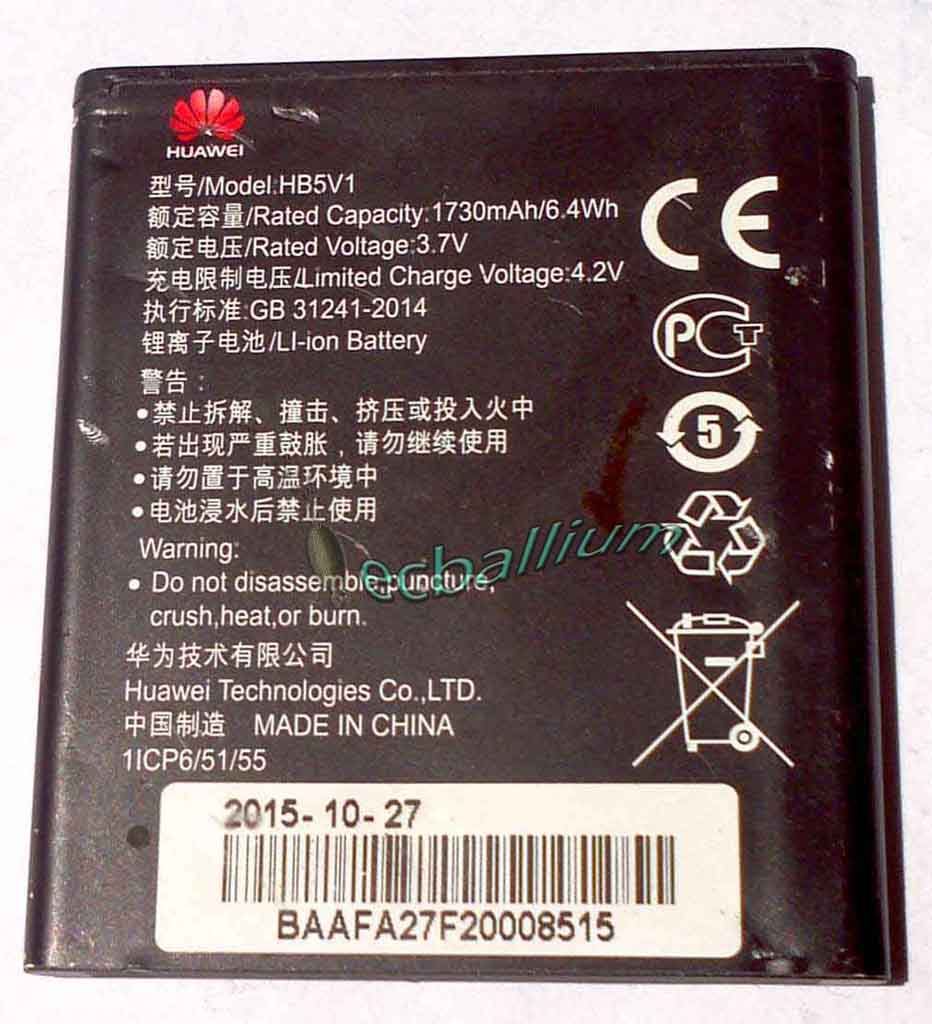 HUAWEI
型号/Model:HB5V1
额定容量/Rated Capacity:1730mAh/6.4Wh
额定电压/Rated Voltage:3.7V
充电限制电压/Limited Charge Voltage:4.2V
执行标准:GB 31241-2014
锂离子电池/LI-ion Battery
CE
PCT
5
警告：
•禁止拆解、撞击、挤压或投入火中
•若出现严重鼓胀，请勿继续使用
•请勿置于高温环境中
•电池浸水后禁止使用
ecballium
Warning:
• Do not disassemble,puncture,
crush,heat,or burn.
华为技术有限公司
Huawei Technologies Co.,LTD.
中国制造 MADE IN CHINA
1ICP6/51/55
2015-10-27
BAAFA27F20008515